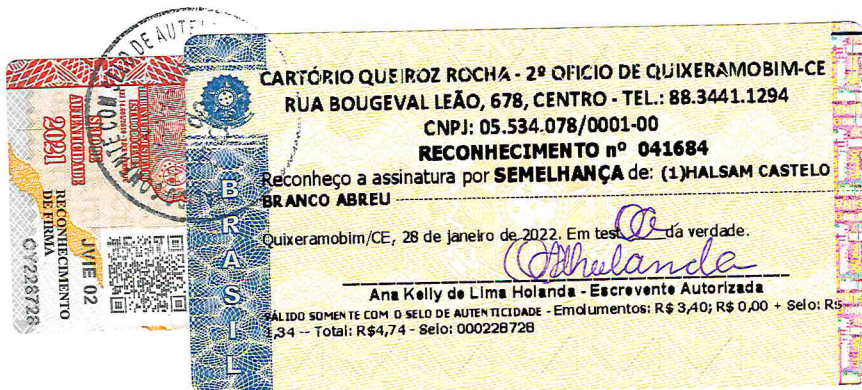 CARTÓRIO QUEIROZ ROCHA - 2º OFICIO DE QUIXERAMOBIM-CE
RUA BOUGEVAL LEÃO, 678, CENTRO - TEL.: 88.3441.1294
CNPJ: 05.534.078/0001-00
RECONHECIMENTO nº 041684
Reconheço a assinatura por SEMELHANÇA de: (1)HALSAM CASTELO
BRANCO ABREU
Quixeramobim/CE, 28 de janeiro de 2022. Em test da verdade.
Ana Kelly de Lima Holanda - Escrevente Autorizada
VÁLIDO SOMENTE COM O SELO DE AUTENTICIDADE - Emolumentos: R$ 3,40; R$ 0,00 + Selo: R$
1,34 -- Total: R$4,74 - Selo: 000228728
BRASIL
SELO DE
AUTENTICIDADE
2021
RECONHECIMENTO
DE FIRMA
JVIE 02
CY228728